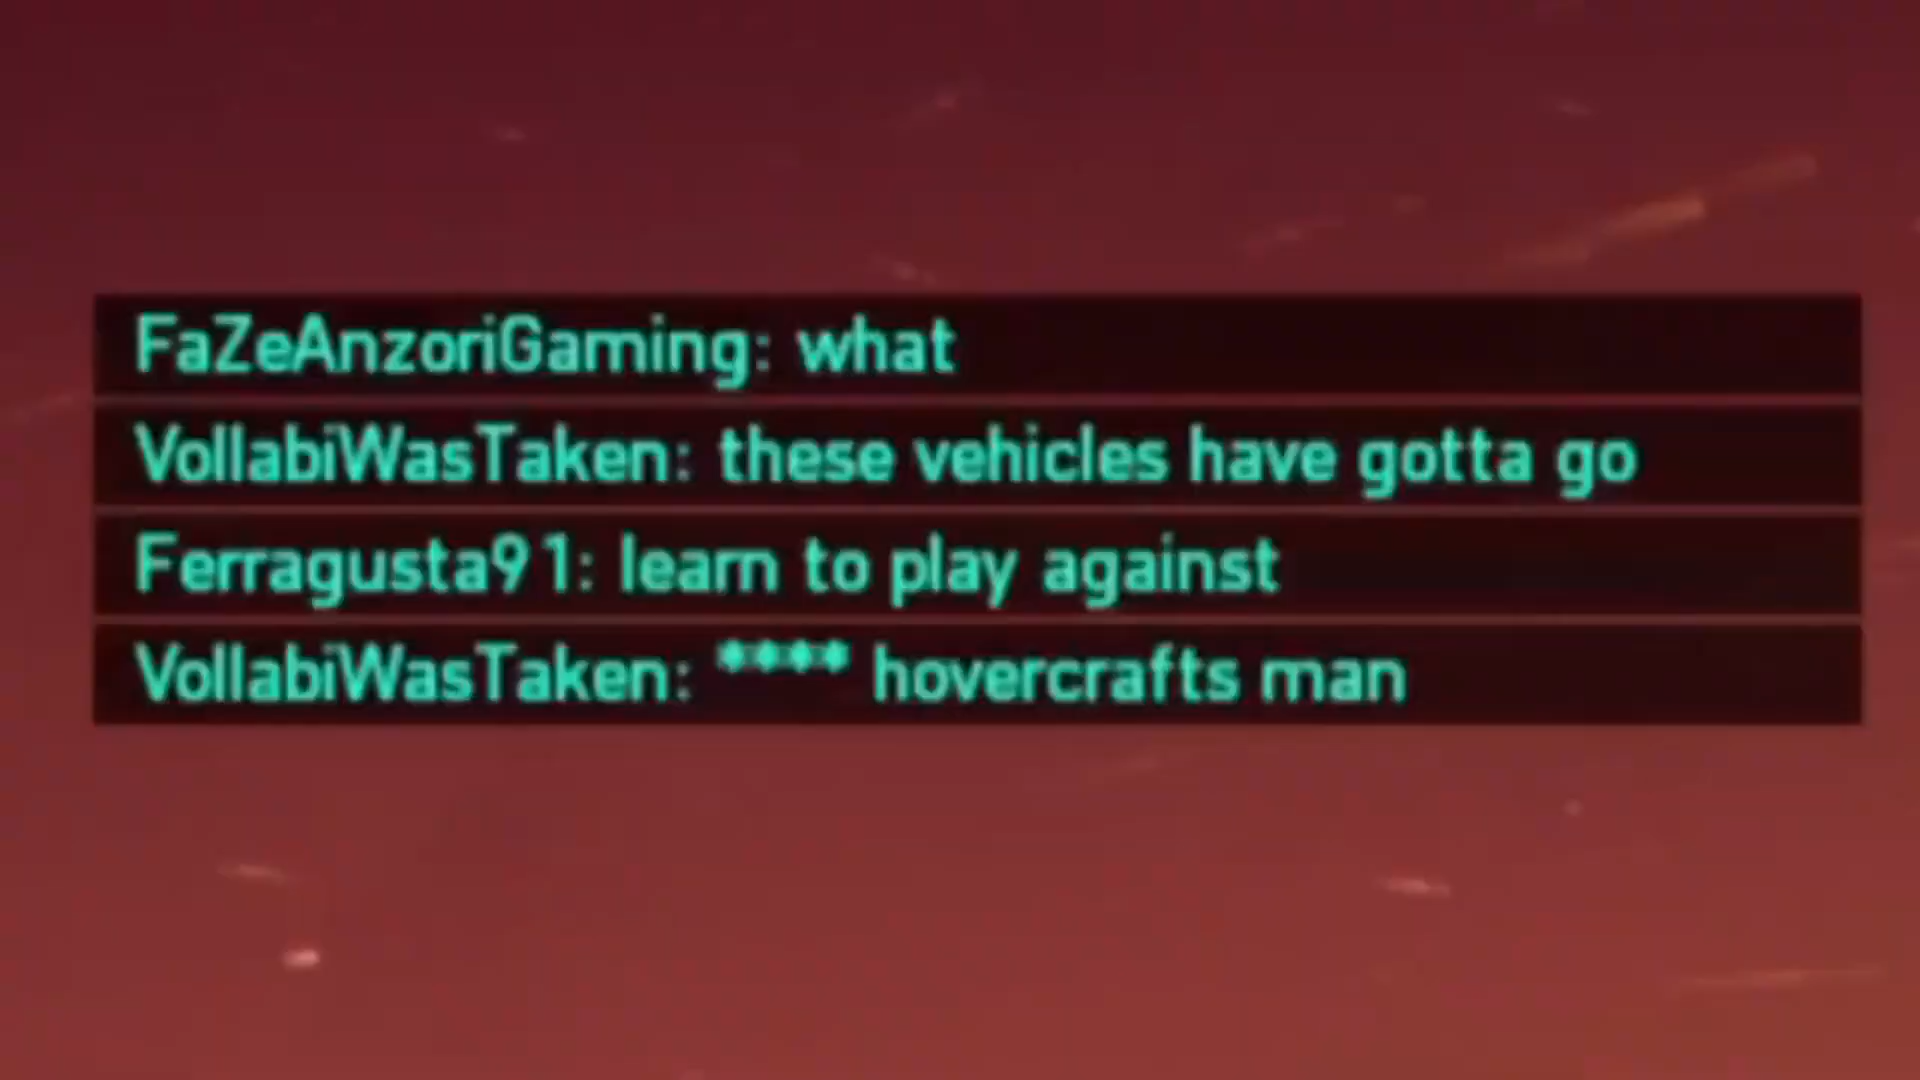 FaZeAnzoriGaming: what
VollabiWasTaken: these vehicles have gotta go
Ferragusta91: learn to play against
VollabiWasTaken: **** hovercrafts man